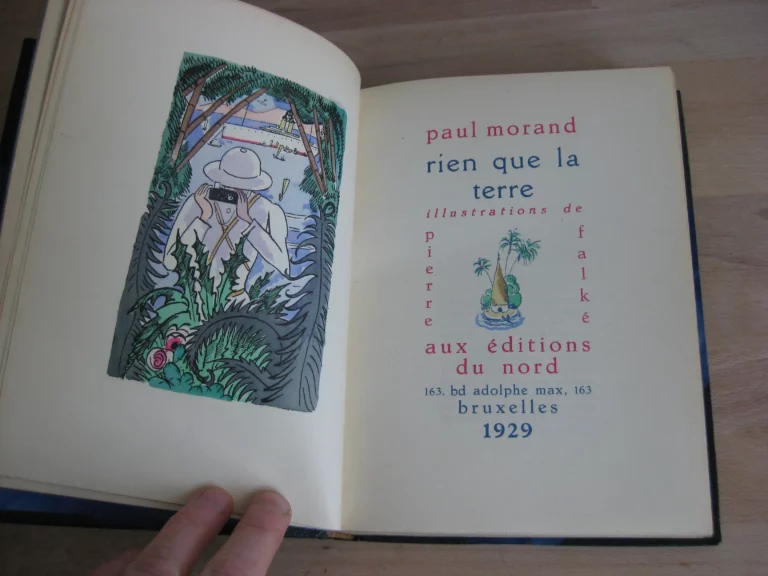 paul morand
rien que la
terre
illustrations de
pierre
falké
aux éditions
du nord
163. bd adolphe max, 163
bruxelles
1929